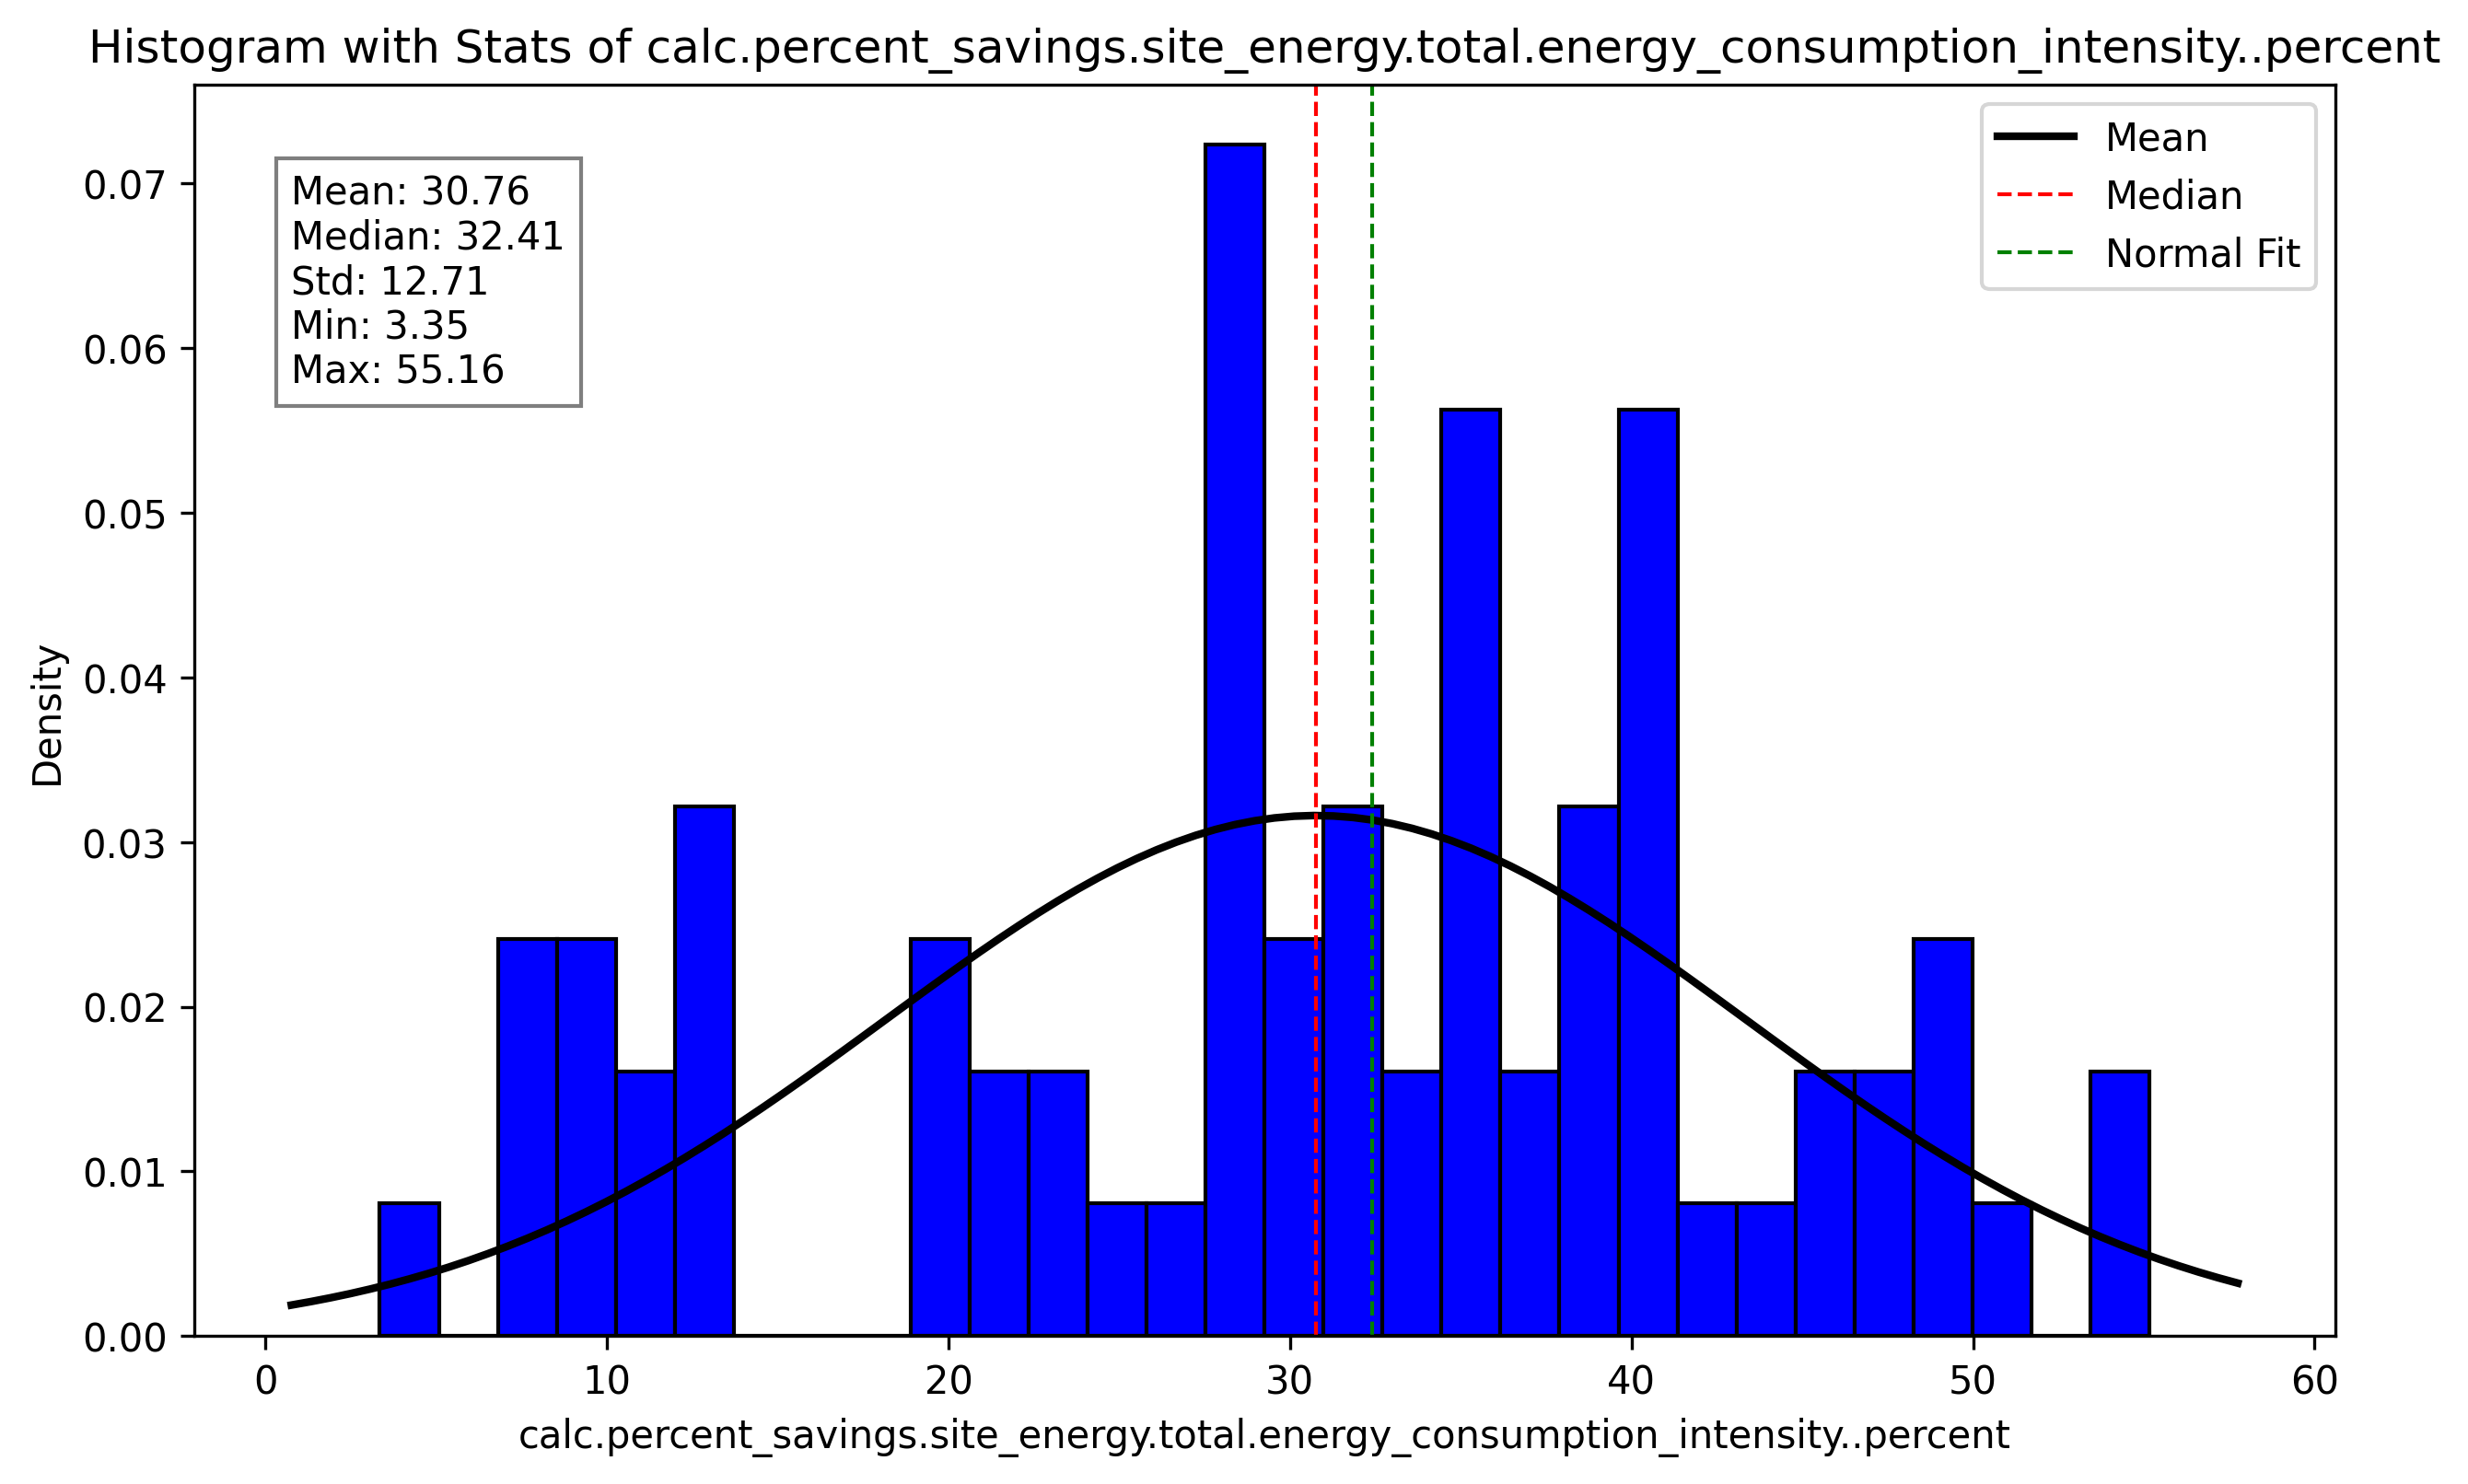 Histogram with Stats of calc.percent_savings.site_energy.total.energy_consumption_intensity..percent
Mean: 30.76
Median: 32.41
Std: 12.71
Min: 3.35
Max: 55.16
Mean
Median
Normal Fit
Density
0.07
0.06
0.05
0.04
0.03
0.02
0.01
0.00
0 10 20 30 40 50 60
calc.percent_savings.site_energy.total.energy_consumption_intensity..percent